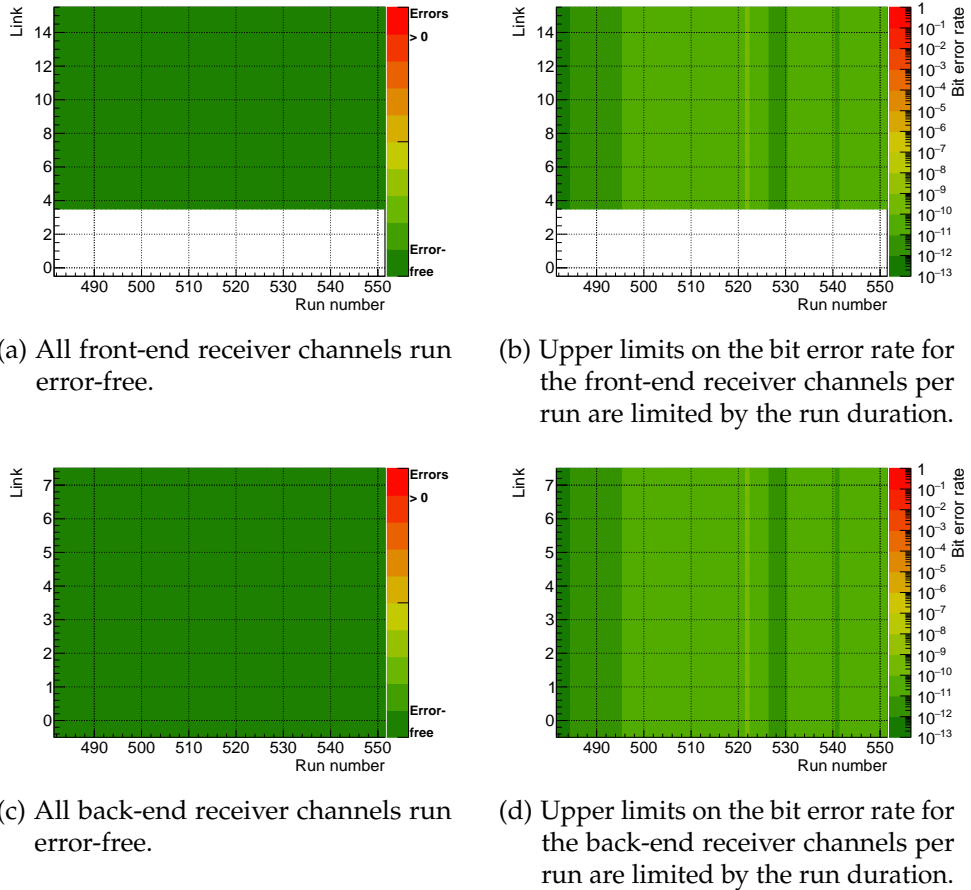 Link
14
12
10
8
6
4
2
0
490 500 510 520 530 540 550
Run number
Errors
> 0
Error-
free
Link
14
12
10
8
6
4
2
0
490 500 510 520 530 540 550
Run number
1
10⁻¹
10⁻²
10⁻³
10⁻⁴
10⁻⁵
10⁻⁶
10⁻⁷
10⁻⁸
10⁻⁹
10⁻¹⁰
10⁻¹¹
10⁻¹²
10⁻¹³
Bit error rate
(a) All front-end receiver channels run
error-free.
(b) Upper limits on the bit error rate for
the front-end receiver channels per
run are limited by the run duration.
Link
7
6
5
4
3
2
1
0
490 500 510 520 530 540 550
Run number
Errors
> 0
Error-
free
Link
7
6
5
4
3
2
1
0
490 500 510 520 530 540 550
Run number
1
10⁻¹
10⁻²
10⁻³
10⁻⁴
10⁻⁵
10⁻⁶
10⁻⁷
10⁻⁸
10⁻⁹
10⁻¹⁰
10⁻¹¹
10⁻¹²
10⁻¹³
Bit error rate
(c) All back-end receiver channels run
error-free.
(d) Upper limits on the bit error rate for
the back-end receiver channels per
run are limited by the run duration.